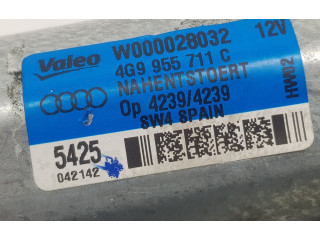 Valeo W000028032 12V
4G9 955 711 C
NAHENTSTOERT
Op 4239/4239
SW4 SPAIN
HW02
5425
042142